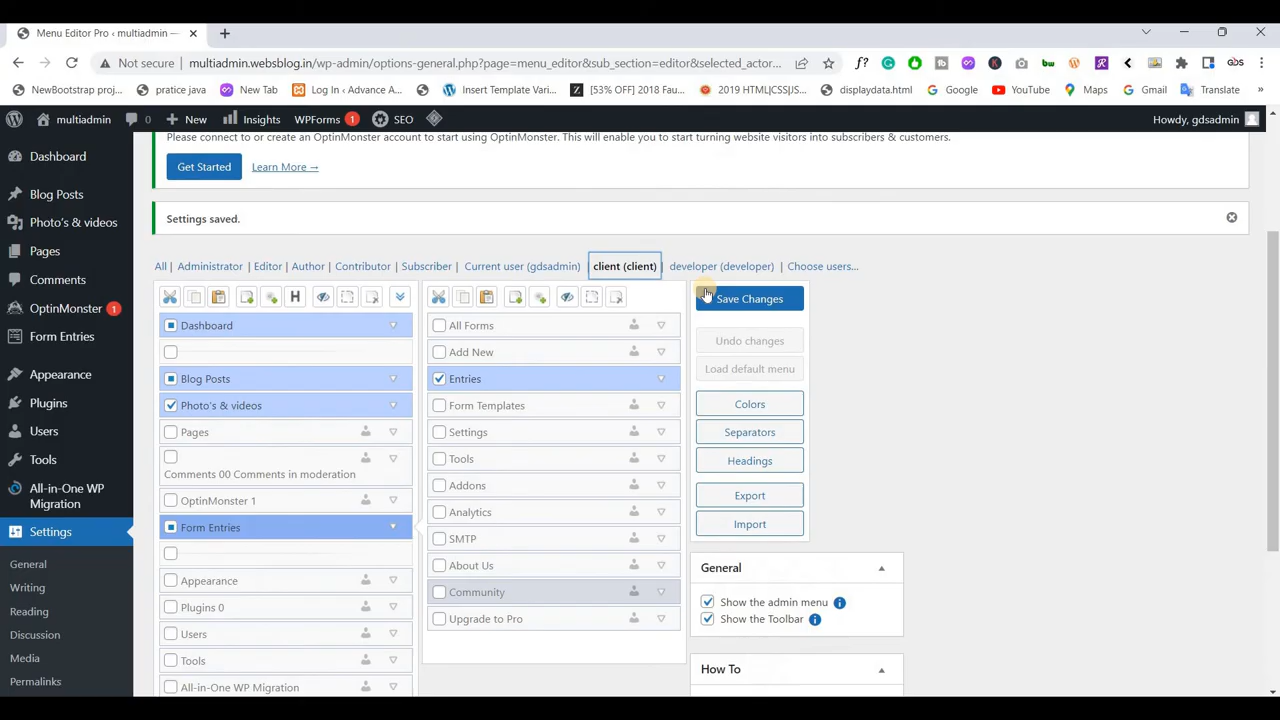 Menu Editor Pro ‹ multiadmin —
Not secure multiadmin.websblog.in/wp-admin/options-general.php?page=menu_editor&sub_section=editor&selected_actor...
NewBootstrap proj... pratice java New Tab Log In ‹ Advance A... Insert Template Vari... [53% OFF] 2018 Fau... 2019 HTML|CSS|JS... displaydata.html Google YouTube Maps Gmail Translate
multiadmin 0 New Insights WPForms 1 SEO Howdy, gdsadmin
Please connect to or create an OptinMonster account to start using OptinMonster. This will enable you to start turning website visitors into subscribers & customers.
Get Started Learn More →
Settings saved.
Dashboard
Blog Posts
Photo's & videos
Pages
Comments
OptinMonster 1
Form Entries
Appearance
Plugins
Users
Tools
All-in-One WP
Migration
Settings
General
Writing
Reading
Discussion
Media
Permalinks
All | Administrator | Editor | Author | Contributor | Subscriber | Current user (gdsadmin) | client (client) | developer (developer) | Choose users...
Dashboard
Blog Posts
Photo's & videos
Pages
Comments 00 Comments in moderation
OptinMonster 1
Form Entries
Appearance
Plugins 0
Users
Tools
All-in-One WP Migration
All Forms
Add New
Entries
Form Templates
Settings
Tools
Addons
Analytics
SMTP
About Us
Community
Upgrade to Pro
Save Changes
Undo changes
Load default menu
Colors
Separators
Headings
Export
Import
General
Show the admin menu
Show the Toolbar
How To